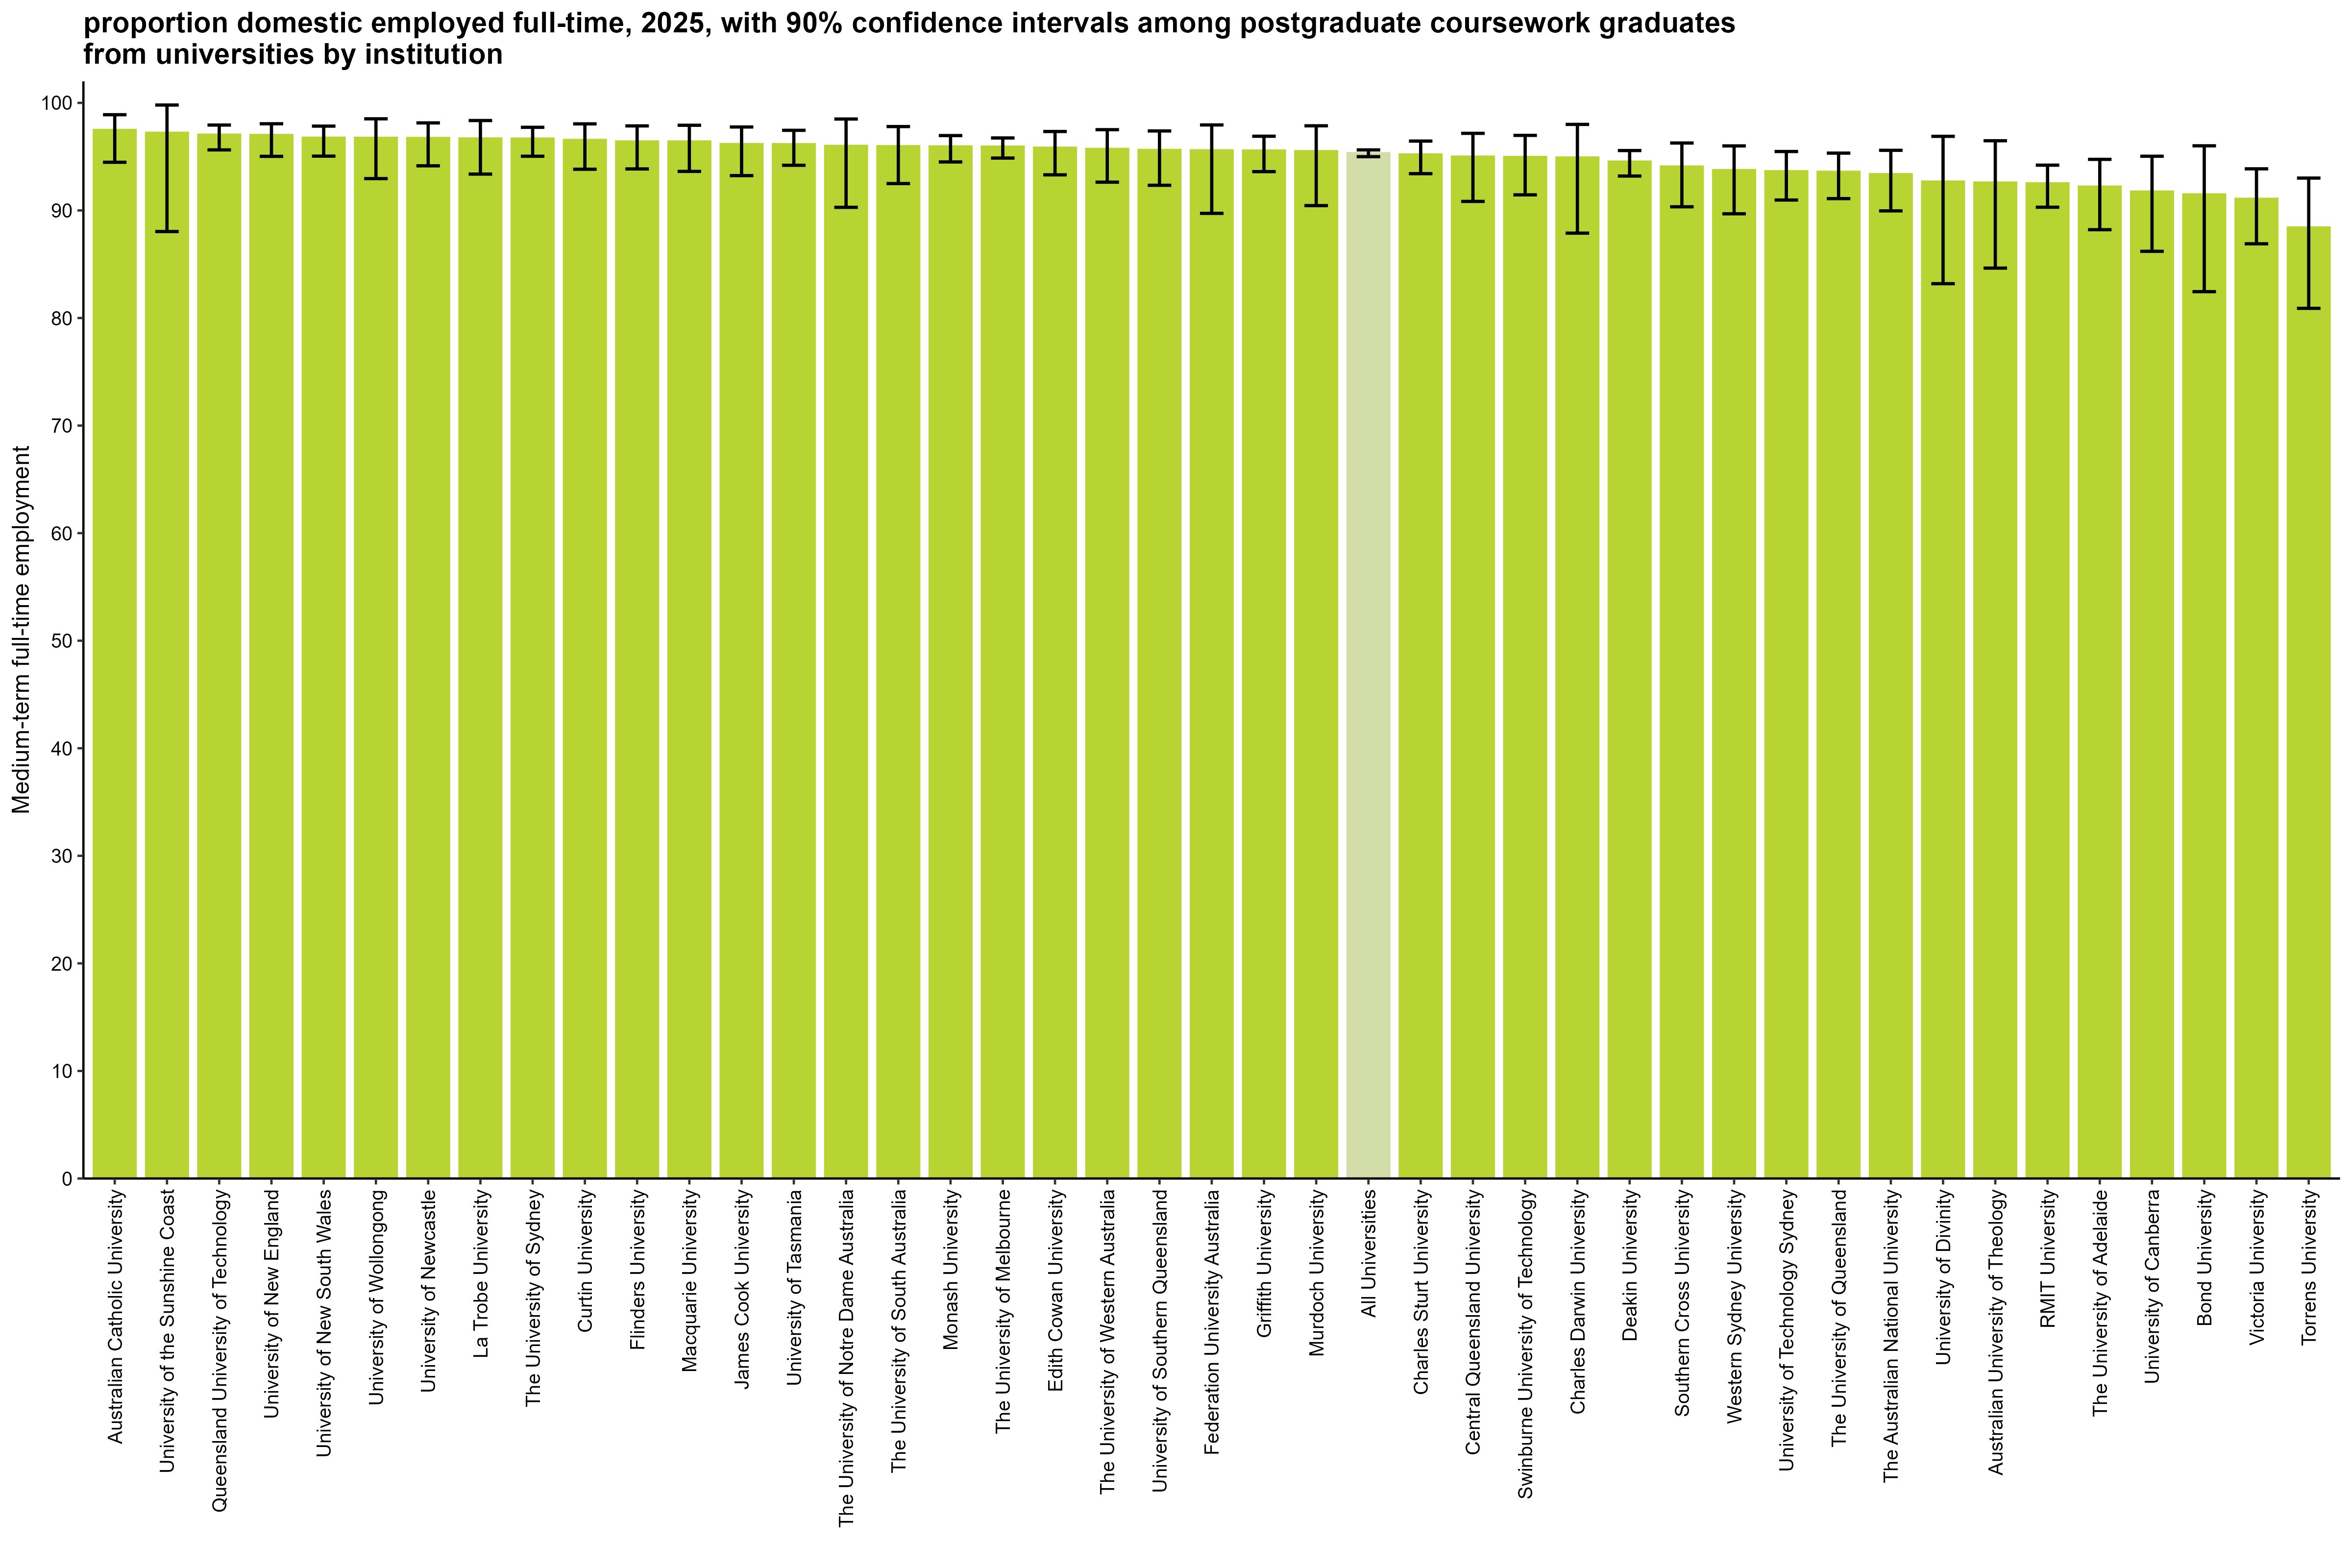 proportion domestic employed full-time, 2025, with 90% confidence intervals among postgraduate coursework graduates
from universities by institution
Medium-term full-time employment
100
90
80
70
60
50
40
30
20
10
0
Australian Catholic University
University of the Sunshine Coast
Queensland University of Technology
University of New England
University of New South Wales
University of Wollongong
University of Newcastle
La Trobe University
The University of Sydney
Curtin University
Flinders University
Macquarie University
James Cook University
University of Tasmania
The University of Notre Dame Australia
The University of South Australia
Monash University
The University of Melbourne
Edith Cowan University
The University of Western Australia
University of Southern Queensland
Federation University Australia
Griffith University
Murdoch University
All Universities
Charles Sturt University
Central Queensland University
Swinburne University of Technology
Charles Darwin University
Deakin University
Southern Cross University
Western Sydney University
University of Technology Sydney
The University of Queensland
The Australian National University
University of Divinity
Australian University of Theology
RMIT University
The University of Adelaide
University of Canberra
Bond University
Victoria University
Torrens University